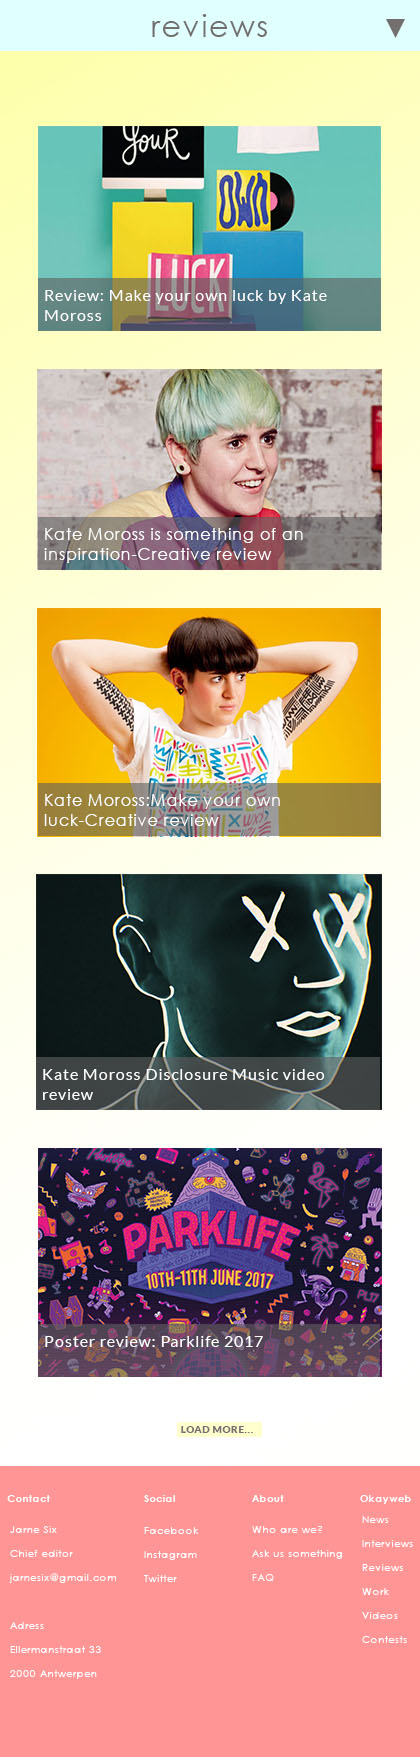 reviews
YOUR
OWN
LUCK
Review: Make your own luck by Kate
Moross
Kate Moross is something of an
inspiration-Creative review
Kate Moross:Make your own
luck-Creative review
Kate Moross Disclosure Music video
review
PARKLIFE
10TH-11TH JUNE 2017
Poster review: Parklife 2017
LOAD MORE...
Contact
Jarne Six
Chief editor
jarnesix@gmail.com
Adress
Ellermanstraat 33
2000 Antwerpen
Social
Facebook
Instagram
Twitter
About
Who are we?
Ask us something
FAQ
Okayweb
News
Interviews
Reviews
Work
Videos
Contests